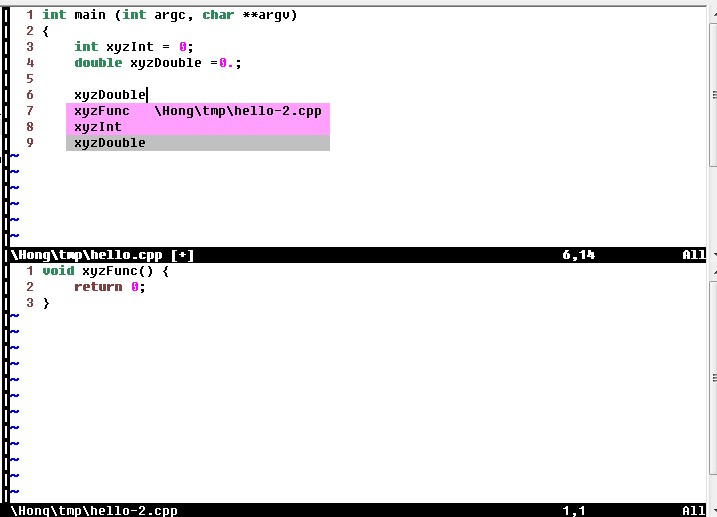 1 int main (int argc, char **argv)
2 {
3     int xyzInt = 0;
4     double xyzDouble =0.;
5
6     xyzDouble
7     xyzFunc   \Hong\tmp\hello-2.cpp
8     xyzInt
9     xyzDouble
~
~
~
~
~
~
\Hong\tmp\hello.cpp [+] 6,14 All
1 void xyzFunc() {
2     return 0;
3 }
~
~
~
~
~
~
~
~
~
~
~
~
\Hong\tmp\hello-2.cpp 1,1 All